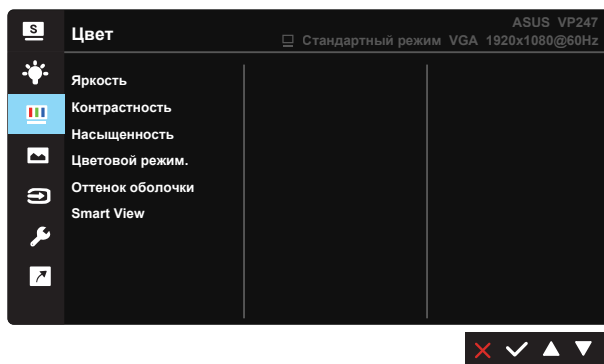 S
Цвет
ASUS VP247
Стандартный режим VGA 1920x1080@60Hz
Яркость
Контрастность
Насыщенность
Цветовой режим.
Оттенок оболочки
Smart View